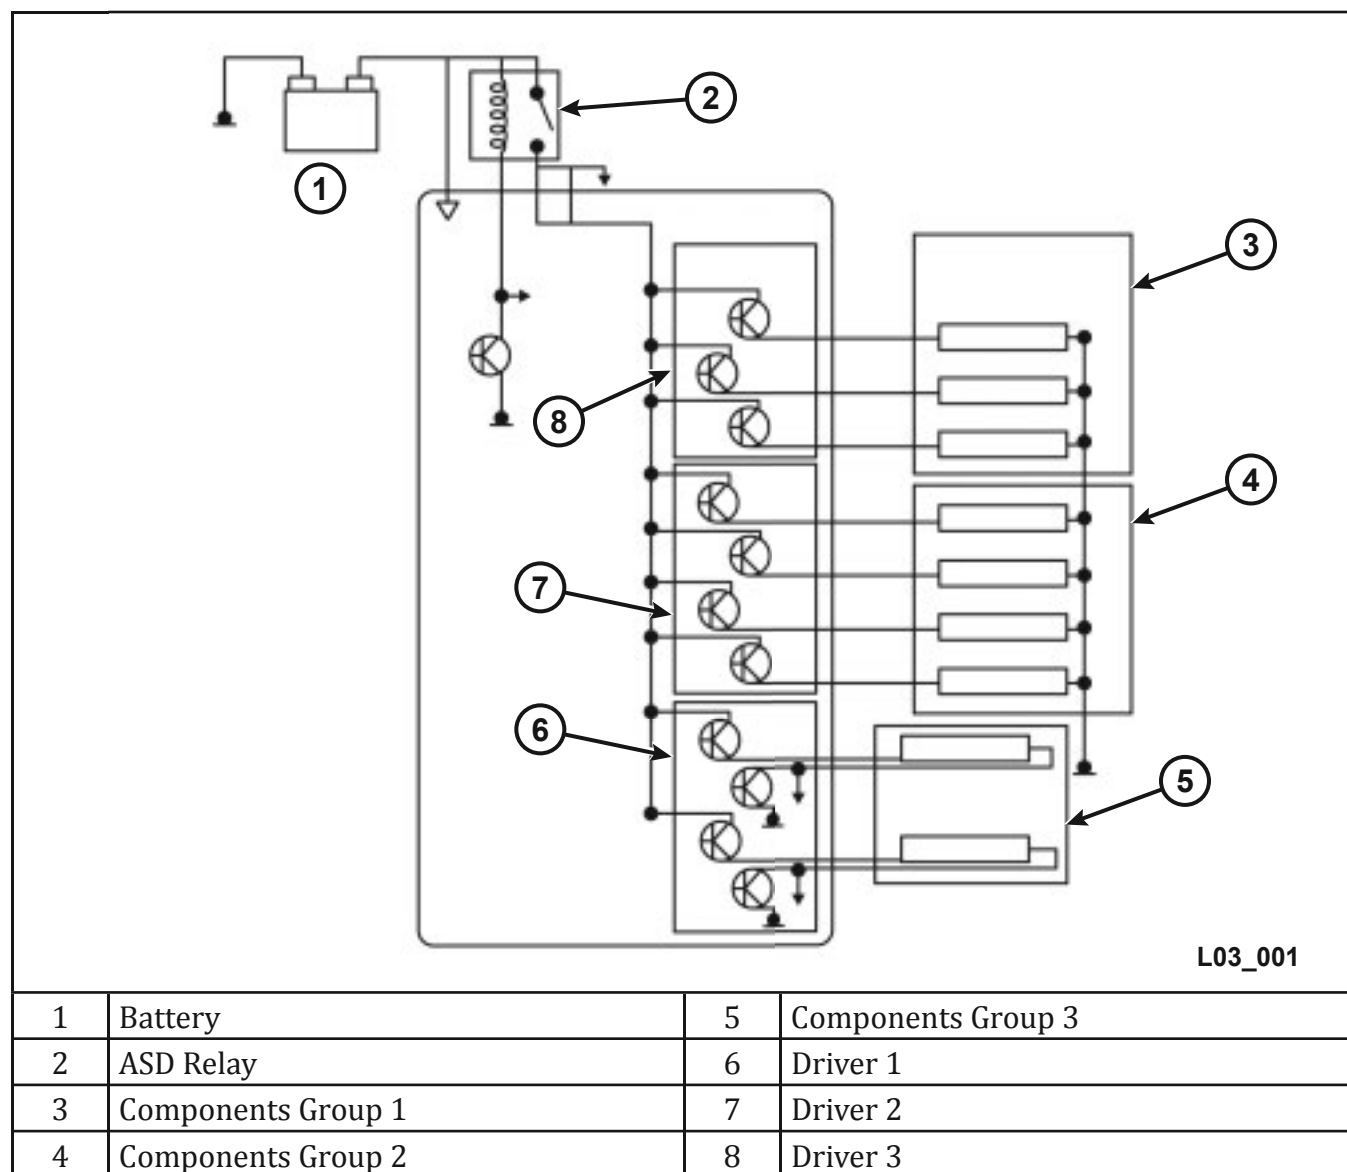 2
1
3
8
4
7
6
5
L03_001
1 Battery 5 Components Group 3
2 ASD Relay 6 Driver 1
3 Components Group 1 7 Driver 2
4 Components Group 2 8 Driver 3